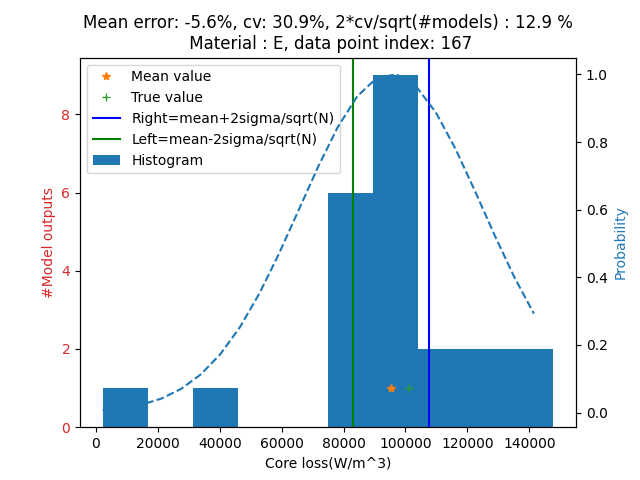 Mean error: -5.6%, cv: 30.9%, 2*cv/sqrt(#models) : 12.9 %
Material : E, data point index: 167
Mean value
True value
Right=mean+2sigma/sqrt(N)
Left=mean-2sigma/sqrt(N)
Histogram
#Model outputs
8
6
4
2
0
1.0
0.8
0.6
0.4
0.2
0.0
Probability
0 20000 40000 60000 80000 100000 120000 140000
Core loss(W/m^3)